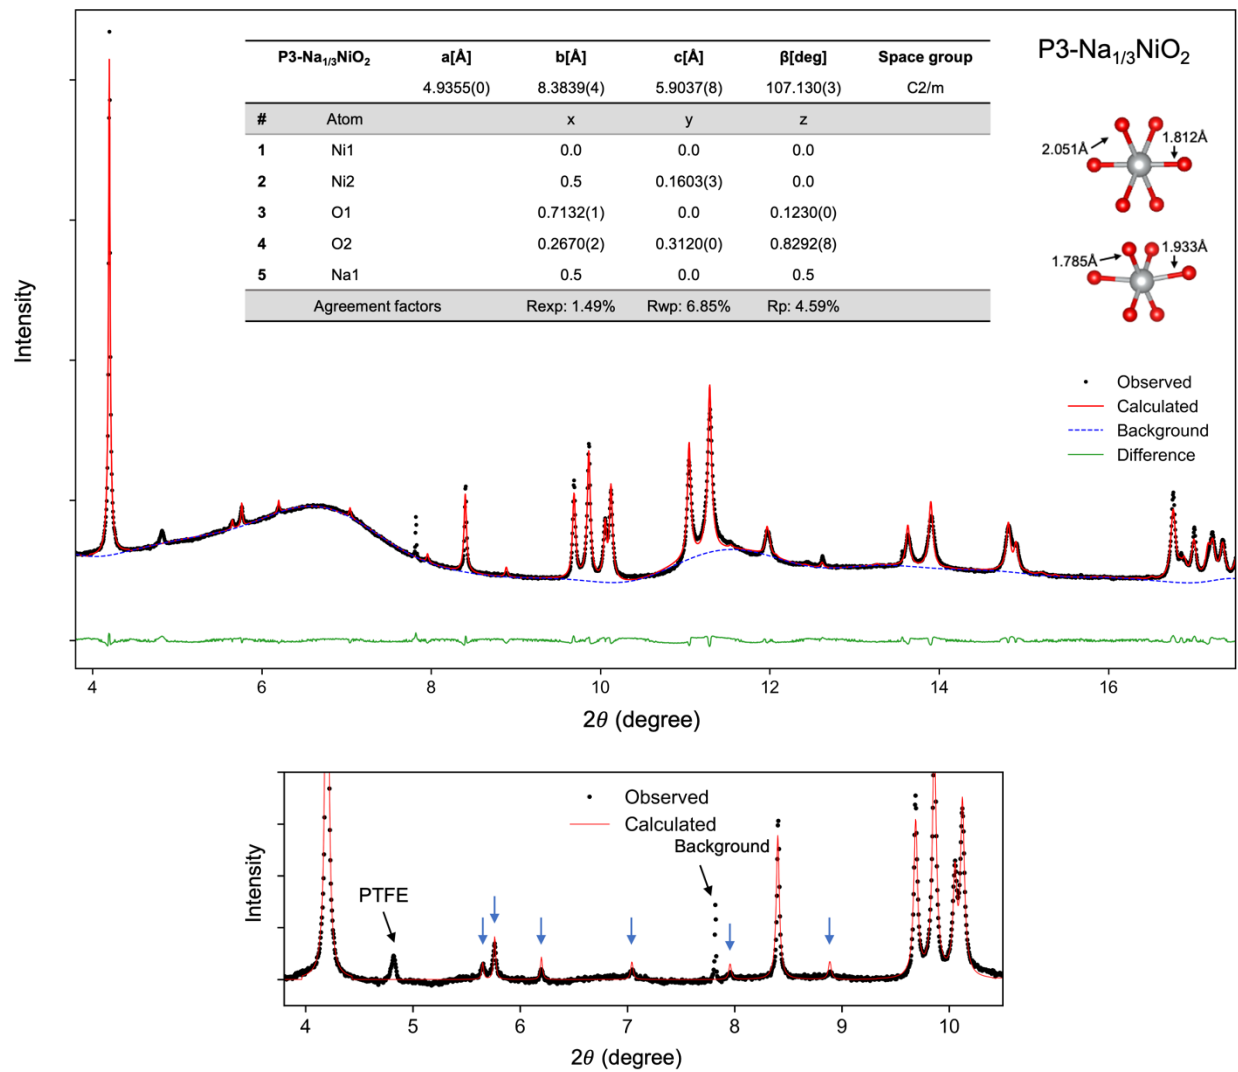 P3-Na1/3NiO2 a[Å] b[Å] c[Å] β[deg] Space group
4.9355(0) 8.3839(4) 5.9037(8) 107.130(3) C2/m
# Atom x y z
1 Ni1 0.0 0.0 0.0
2 Ni2 0.5 0.1603(3) 0.0
3 O1 0.7132(1) 0.0 0.1230(0)
4 O2 0.2670(2) 0.3120(0) 0.8292(8)
5 Na1 0.5 0.0 0.5
Agreement factors Rexp: 1.49% Rwp: 6.85% Rp: 4.59%
P3-Na1/3NiO2
2.051Å
1.812Å
1.785Å
1.933Å
Observed
Calculated
Background
Difference
Intensity
4 6 8 10 12 14 16
2θ (degree)
Observed
Calculated
Background
PTFE
Intensity
4 5 6 7 8 9 10
2θ (degree)